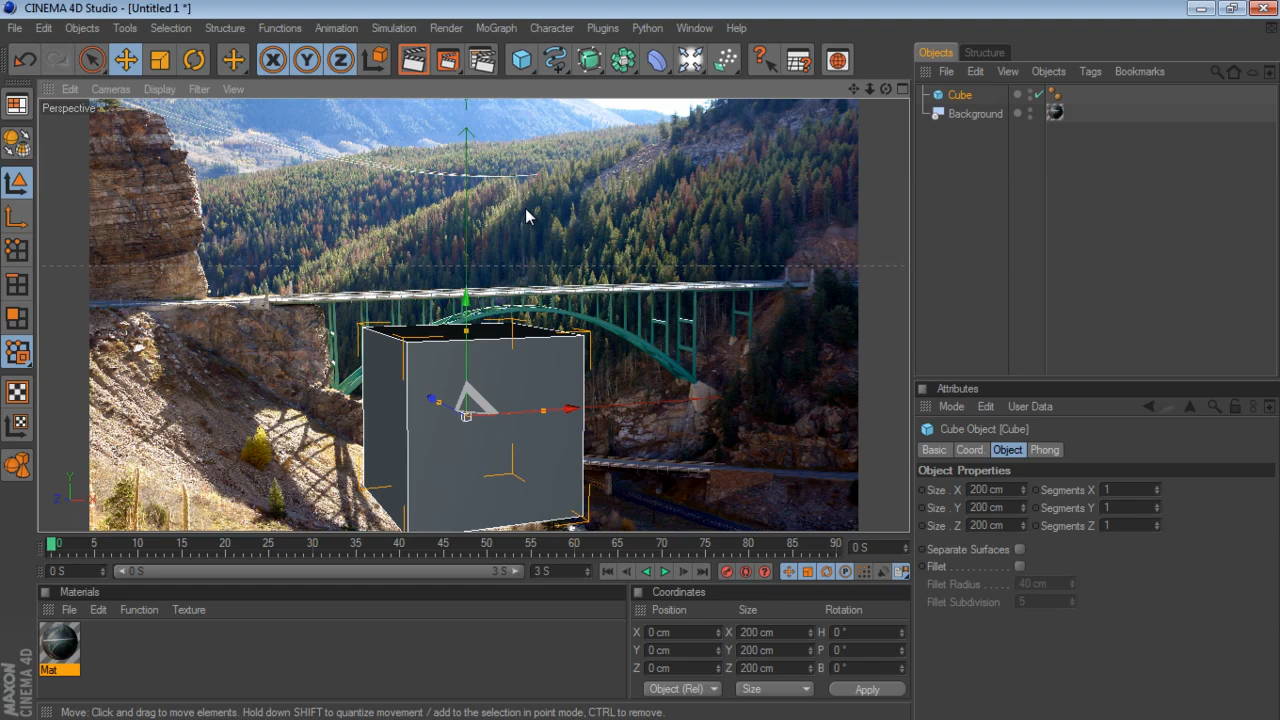 CINEMA 4D Studio - [Untitled 1 *]
File Edit Objects Tools Selection Structure Functions Animation Simulation Render MoGraph Character Plugins Python Window Help
X Y Z
Objects Structure
File Edit View Objects Tags Bookmarks
Cube
Background
Edit Cameras Display Filter View
Perspective
Y
Z X
0 5 10 15 20 25 30 35 40 45 50 55 60 65 70 75 80 85 90 0 S
0 S 0 S 3 S 3 S
Attributes
Mode Edit User Data
Cube Object [Cube]
Basic Coord. Object Phong
Object Properties
Size . X 200 cm Segments X 1
Size . Y 200 cm Segments Y 1
Size . Z 200 cm Segments Z 1
Separate Surfaces
Fillet
Fillet Radius 40 cm
Fillet Subdivision 5
Materials
File Edit Function Texture
Mat
Coordinates
Position Size Rotation
X 0 cm X 200 cm H 0 °
Y 0 cm Y 200 cm P 0 °
Z 0 cm Z 200 cm B 0 °
Object (Rel) Size Apply
MAXON
CINEMA 4D
Move: Click and drag to move elements. Hold down SHIFT to quantize movement / add to the selection in point mode, CTRL to remove.